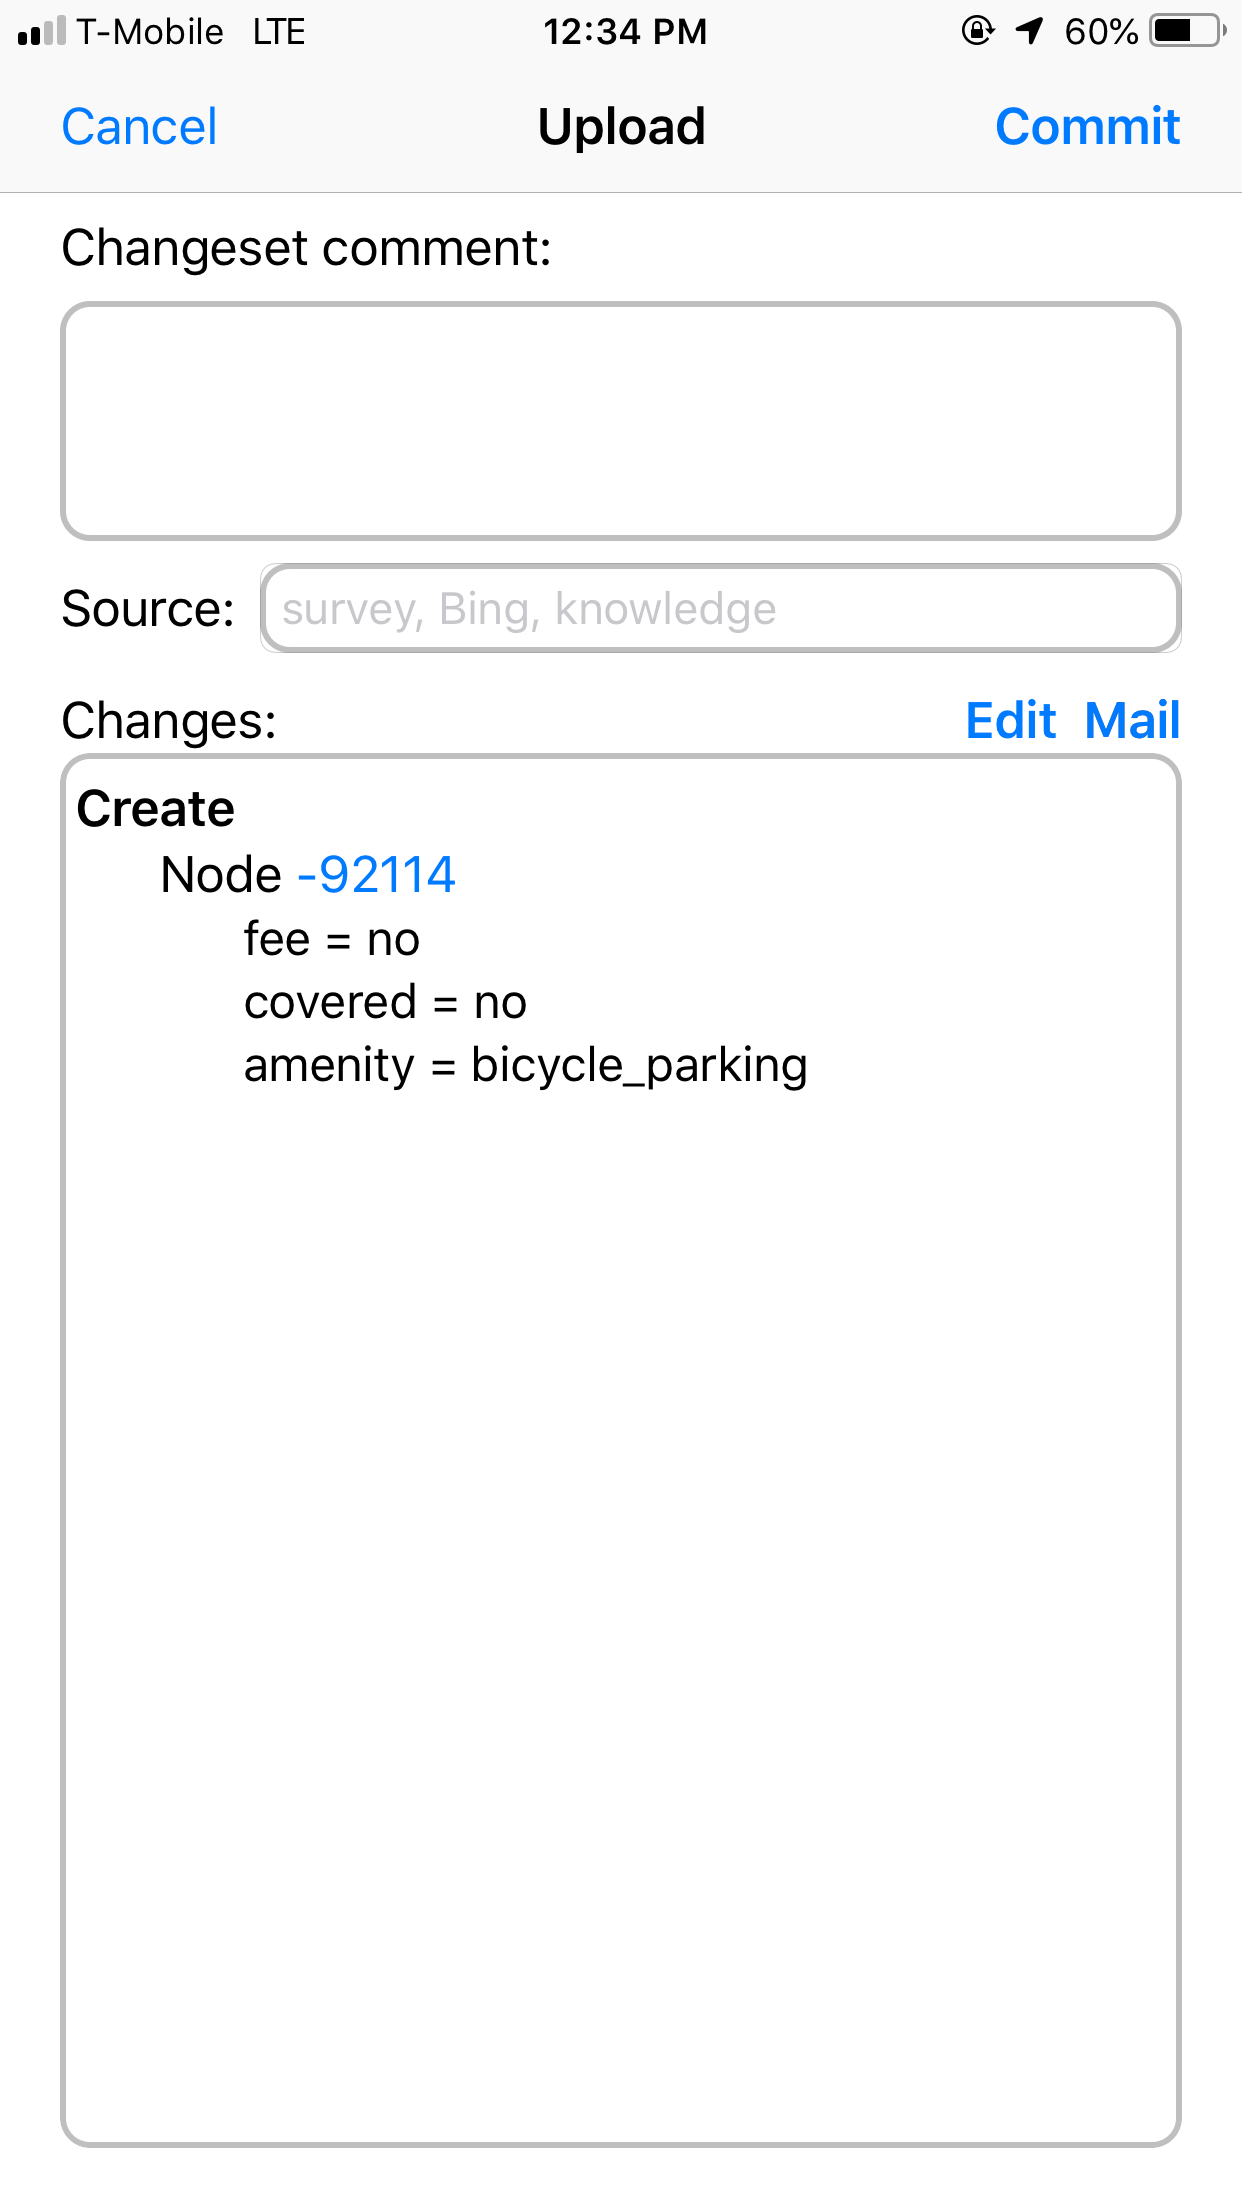 T-Mobile LTE 12:34 PM 60%
Cancel Upload Commit
Changeset comment:
Source: survey, Bing, knowledge
Changes: Edit Mail
Create
Node -92114
fee = no
covered = no
amenity = bicycle_parking